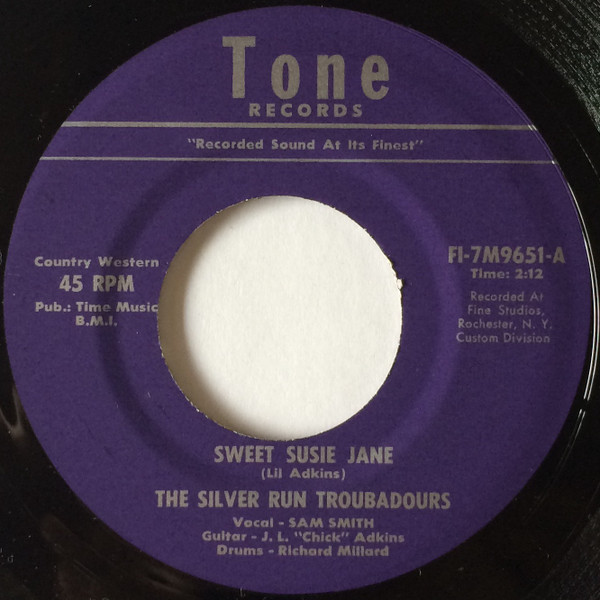 Tone
RECORDS
"Recorded Sound At Its Finest"
Country Western
45 RPM
Pub.: Time Music
B.M.I.
FI-7M9651-A
Time: 2:12
Recorded At
Fine Studios,
Rochester, N. Y.
Custom Division
SWEET SUSIE JANE
(Lil Adkins)
THE SILVER RUN TROUBADOURS
Vocal - SAM SMITH
Guitar - J. L. "Chick" Adkins
Drums - Richard Millard